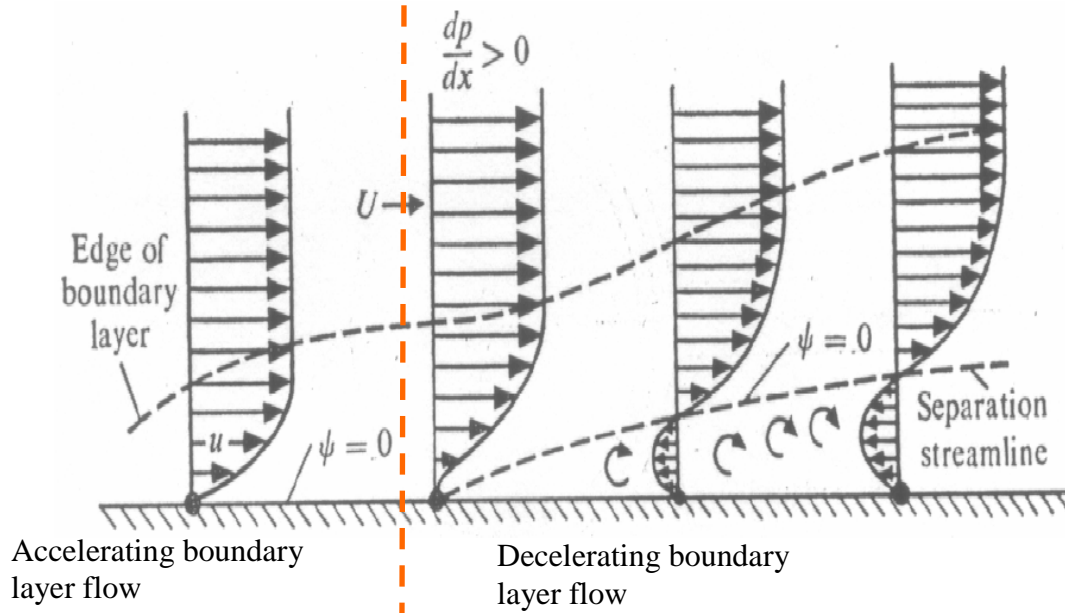 dp/dx > 0
U
Edge of
boundary
layer
u
ψ = 0
ψ = 0
Separation
streamline
Accelerating boundary
layer flow
Decelerating boundary
layer flow